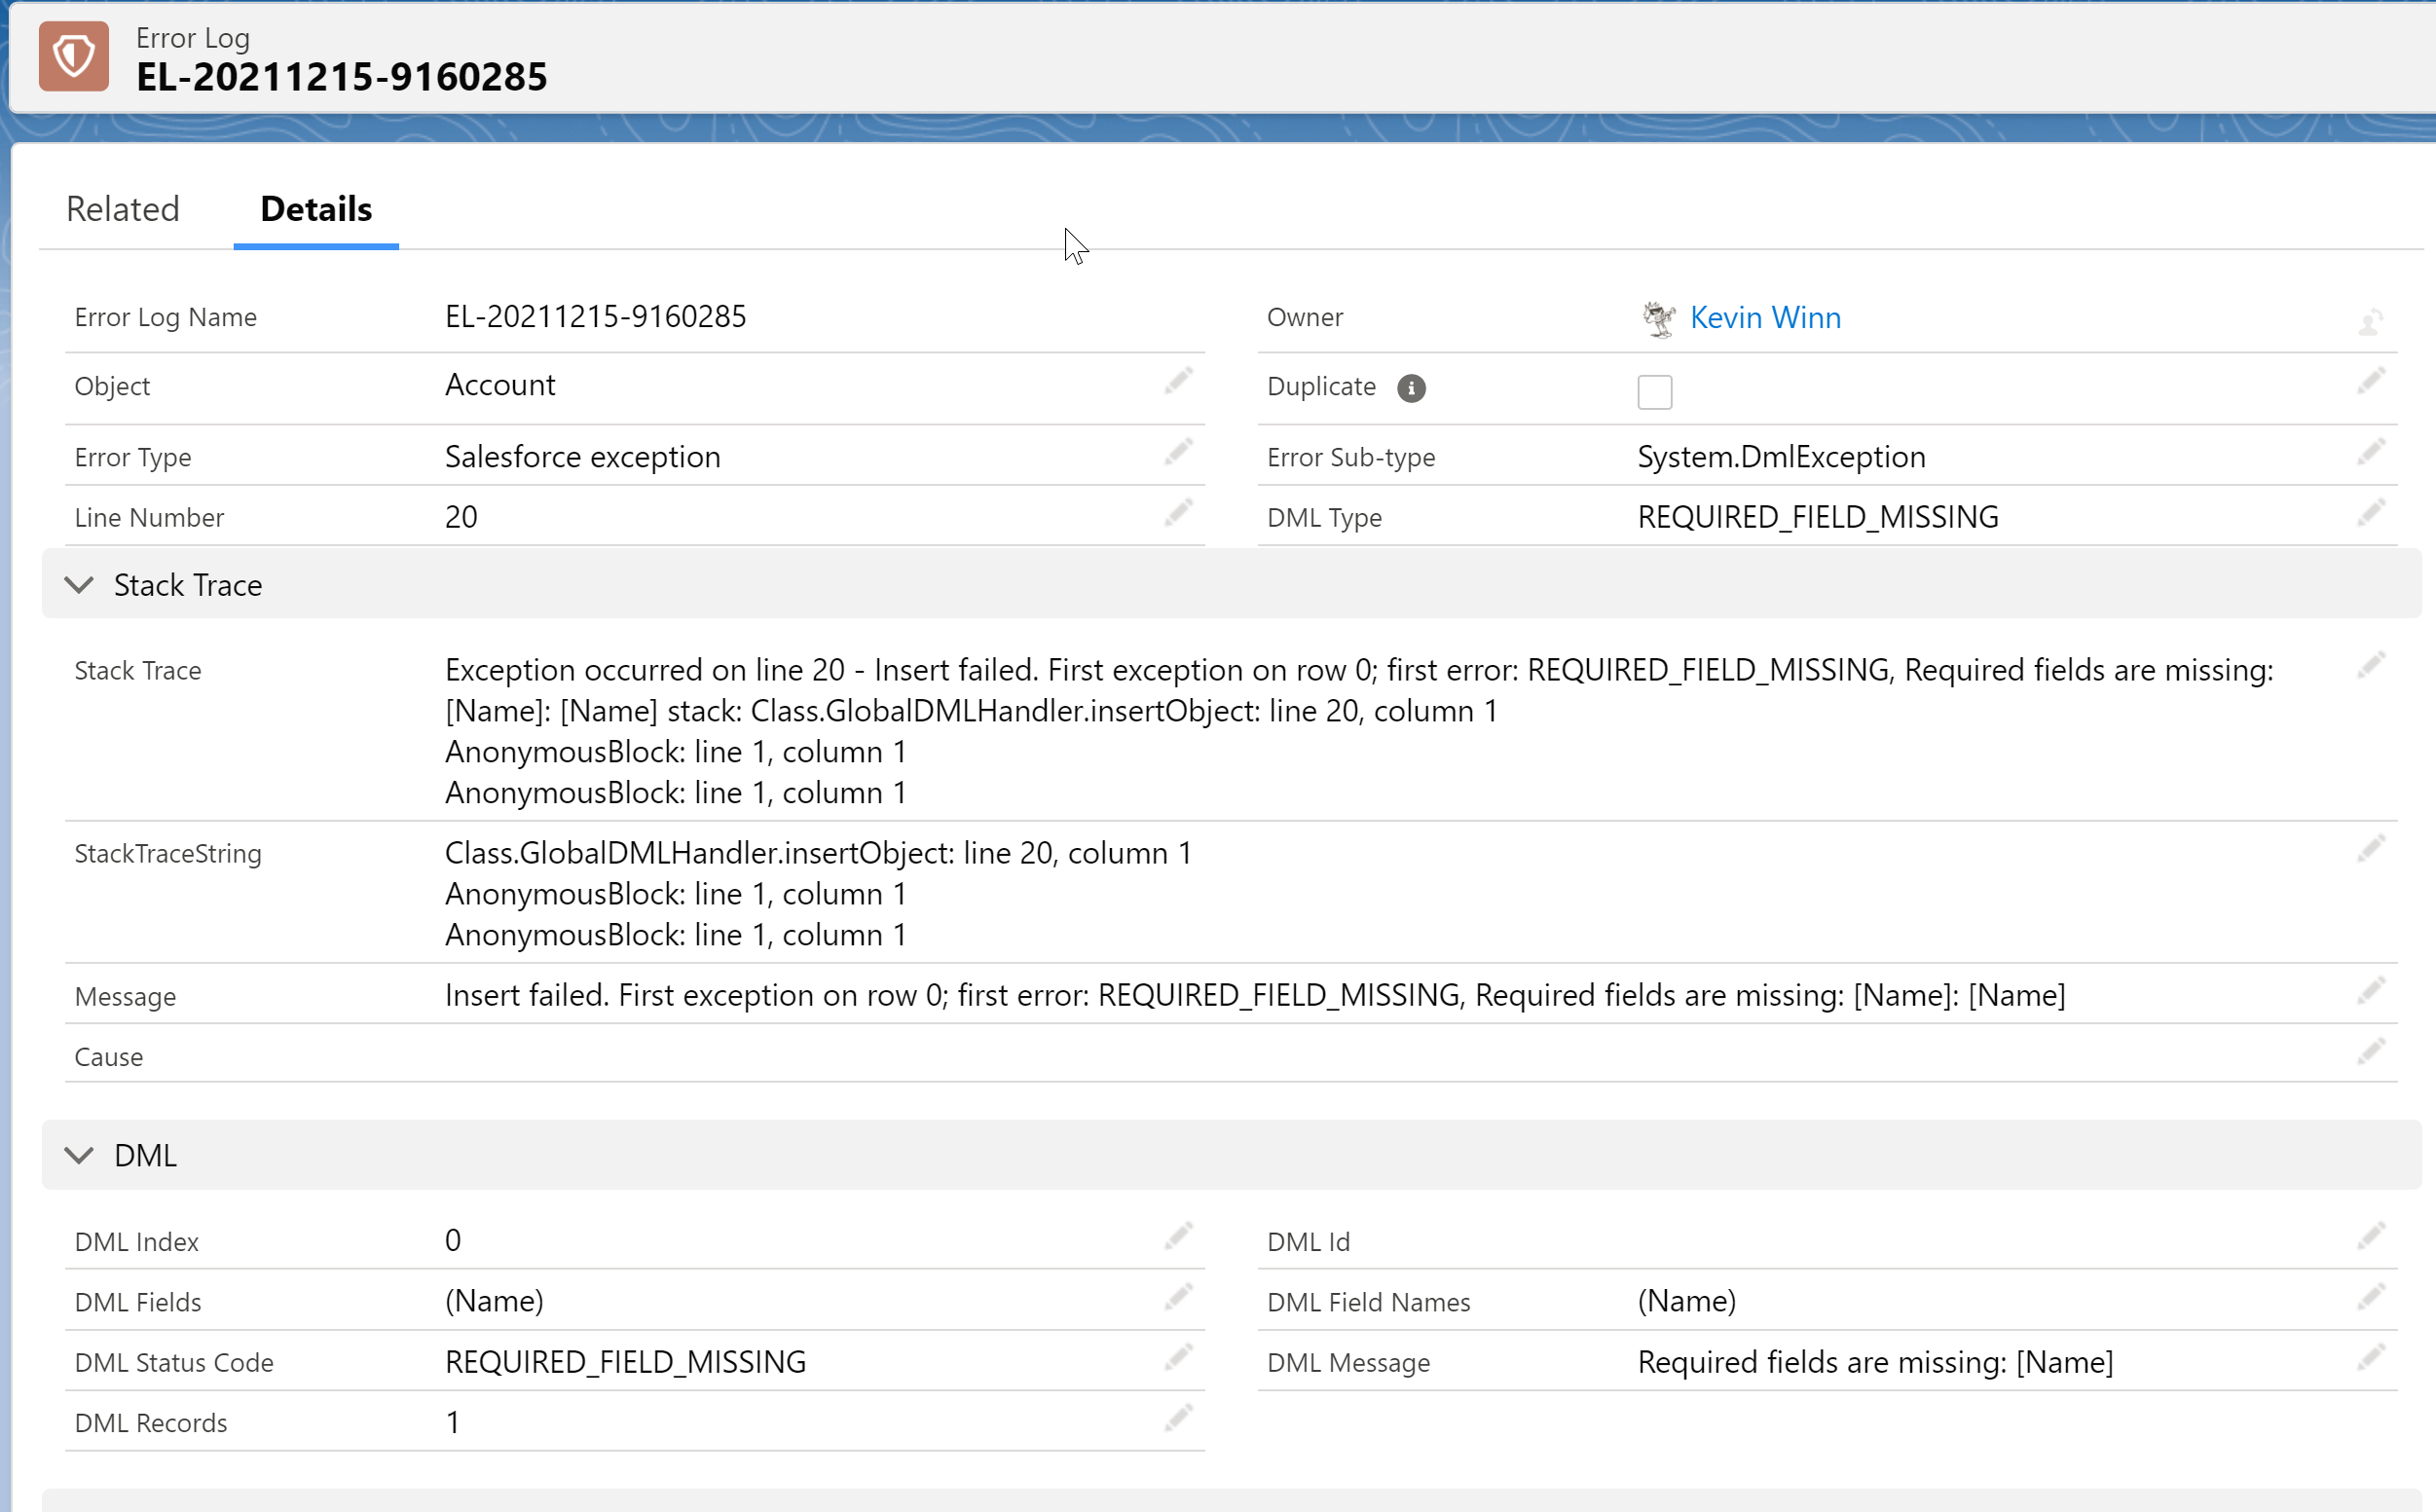 Error Log
EL-20211215-9160285
Related Details
Error Log Name EL-20211215-9160285 Owner Kevin Winn
Object Account Duplicate
Error Type Salesforce exception Error Sub-type System.DmlException
Line Number 20 DML Type REQUIRED_FIELD_MISSING
Stack Trace
Stack Trace Exception occurred on line 20 - Insert failed. First exception on row 0; first error: REQUIRED_FIELD_MISSING, Required fields are missing:
[Name]: [Name] stack: Class.GlobalDMLHandler.insertObject: line 20, column 1
AnonymousBlock: line 1, column 1
AnonymousBlock: line 1, column 1
StackTraceString Class.GlobalDMLHandler.insertObject: line 20, column 1
AnonymousBlock: line 1, column 1
AnonymousBlock: line 1, column 1
Message Insert failed. First exception on row 0; first error: REQUIRED_FIELD_MISSING, Required fields are missing: [Name]: [Name]
Cause
DML
DML Index 0 DML Id
DML Fields (Name) DML Field Names (Name)
DML Status Code REQUIRED_FIELD_MISSING DML Message Required fields are missing: [Name]
DML Records 1